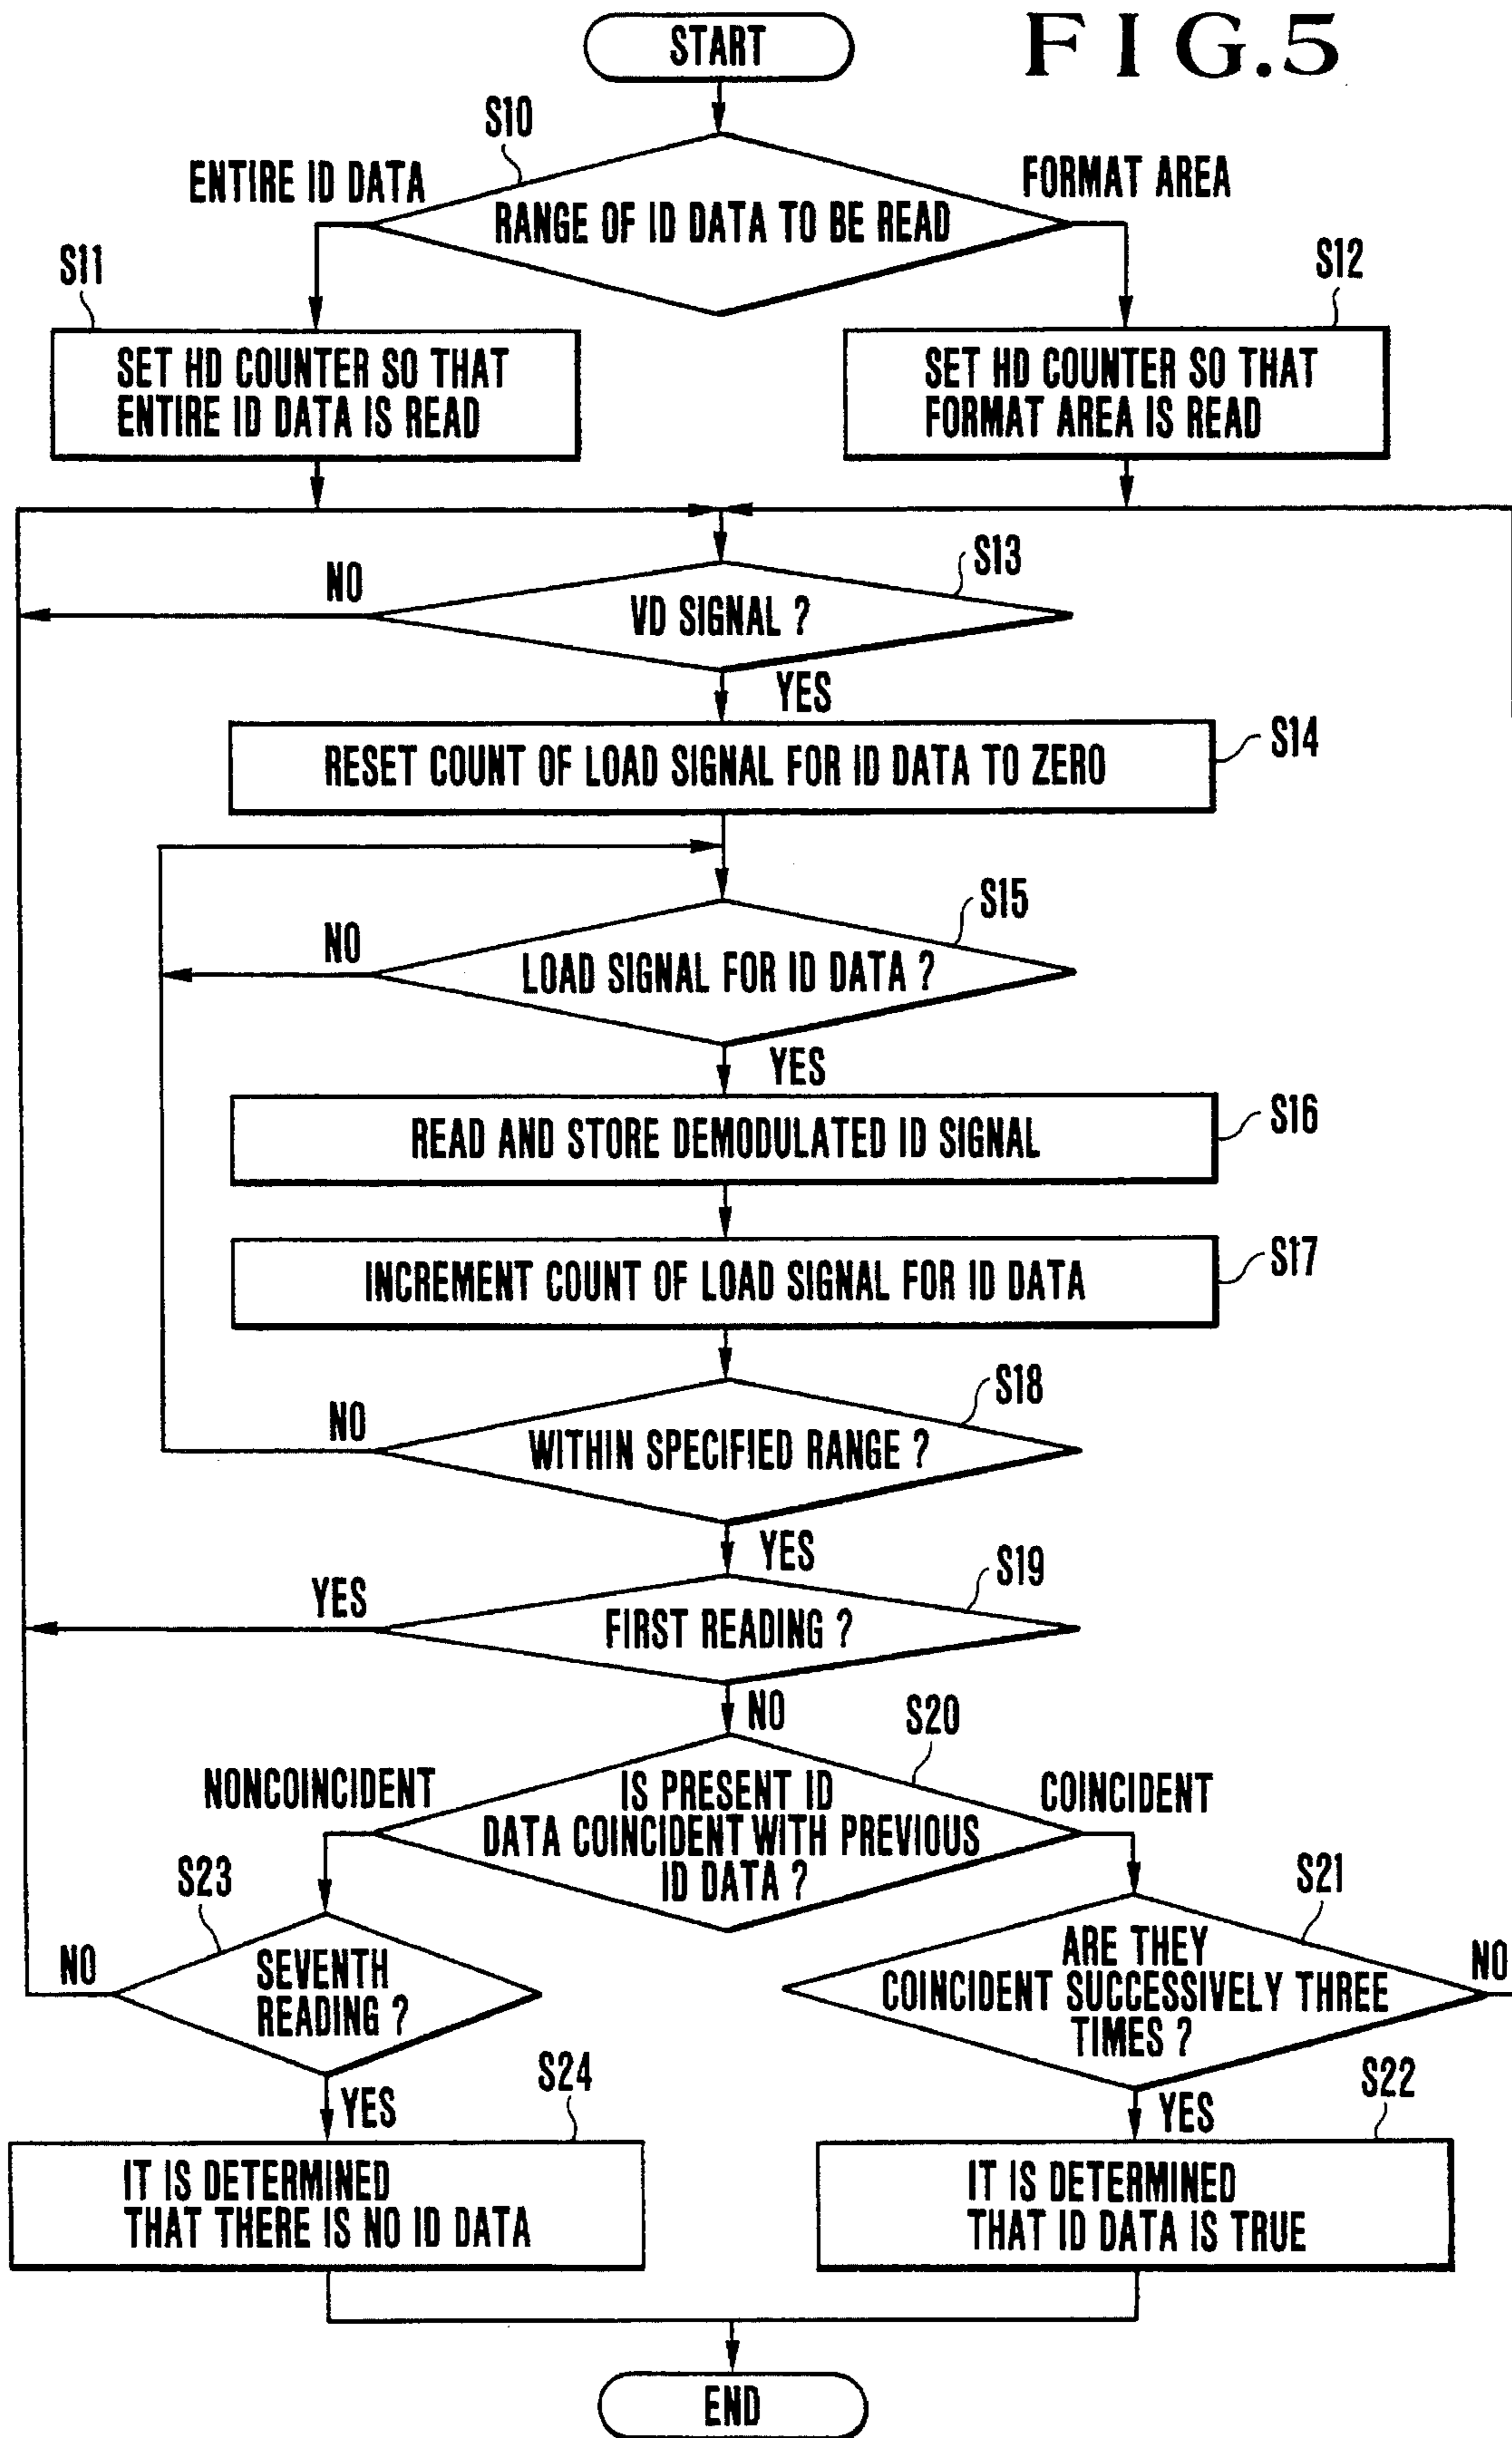 FIG.5
START
S10
ENTIRE ID DATA
FORMAT AREA
RANGE OF ID DATA TO BE READ
S11
S12
SET HD COUNTER SO THAT
ENTIRE ID DATA IS READ
SET HD COUNTER SO THAT
FORMAT AREA IS READ
S13
NO
VD SIGNAL ?
YES
S14
RESET COUNT OF LOAD SIGNAL FOR ID DATA TO ZERO
S15
NO
LOAD SIGNAL FOR ID DATA ?
YES
S16
READ AND STORE DEMODULATED ID SIGNAL
S17
INCREMENT COUNT OF LOAD SIGNAL FOR ID DATA
S18
NO
WITHIN SPECIFIED RANGE ?
YES
S19
YES
FIRST READING ?
NO
S20
NONCOINCIDENT
COINCIDENT
IS PRESENT ID
DATA COINCIDENT WITH PREVIOUS
ID DATA ?
S23
S21
NO
SEVENTH
READING ?
ARE THEY
COINCIDENT SUCCESSIVELY THREE
TIMES ?
NO
YES
S24
YES
S22
IT IS DETERMINED
THAT THERE IS NO ID DATA
IT IS DETERMINED
THAT ID DATA IS TRUE
END